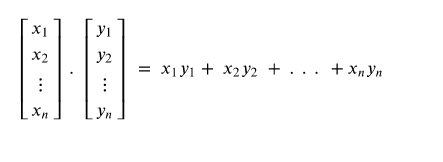 [x₁ x₂ ⋮ xₙ] . [y₁ y₂ ⋮ yₙ] = x₁y₁ + x₂y₂ + . . . + xₙyₙ